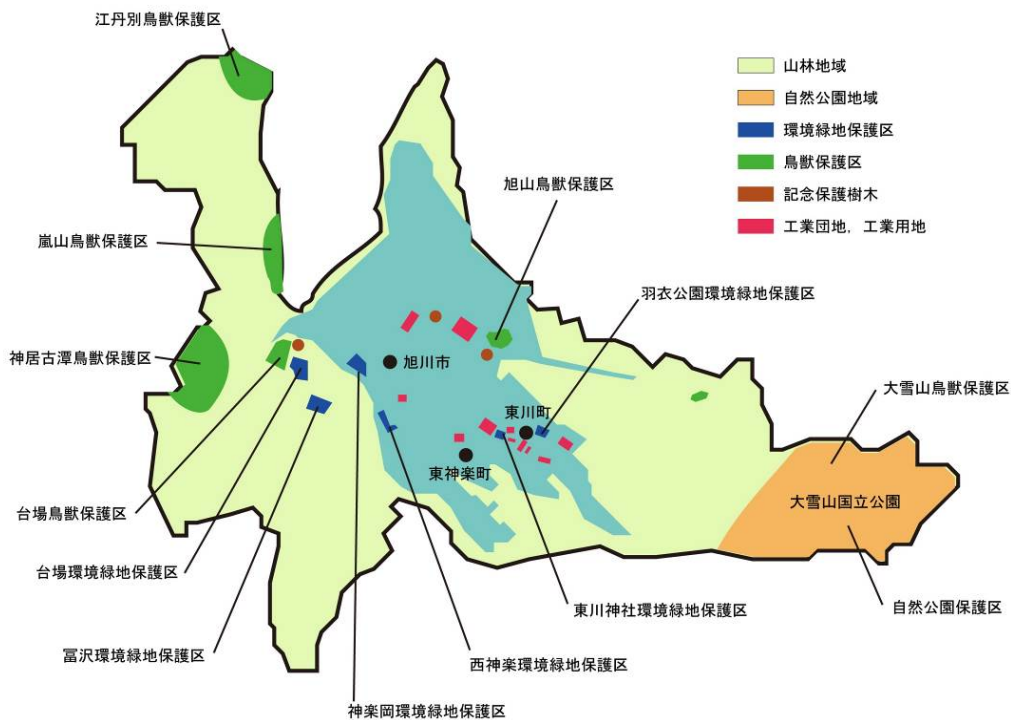 江丹別鳥獣保護区
山林地域
自然公園地域
環境緑地保護区
鳥獣保護区
記念保護樹木
工業団地，工業用地
旭山鳥獣保護区
嵐山鳥獣保護区
羽衣公園環境緑地保護区
神居古潭鳥獣保護区
旭川市
大雪山鳥獣保護区
東川町
東神楽町
大雪山国立公園
台場鳥獣保護区
台場環境緑地保護区
東川神社環境緑地保護区
自然公園保護区
冨沢環境緑地保護区
西神楽環境緑地保護区
神楽岡環境緑地保護区